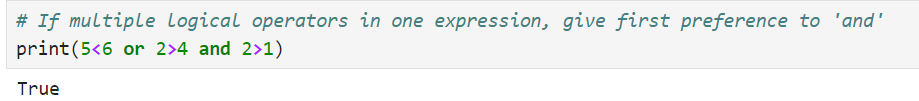 # If multiple logical operators in one expression, give first preference to 'and'
print(5<6 or 2>4 and 2>1)
True